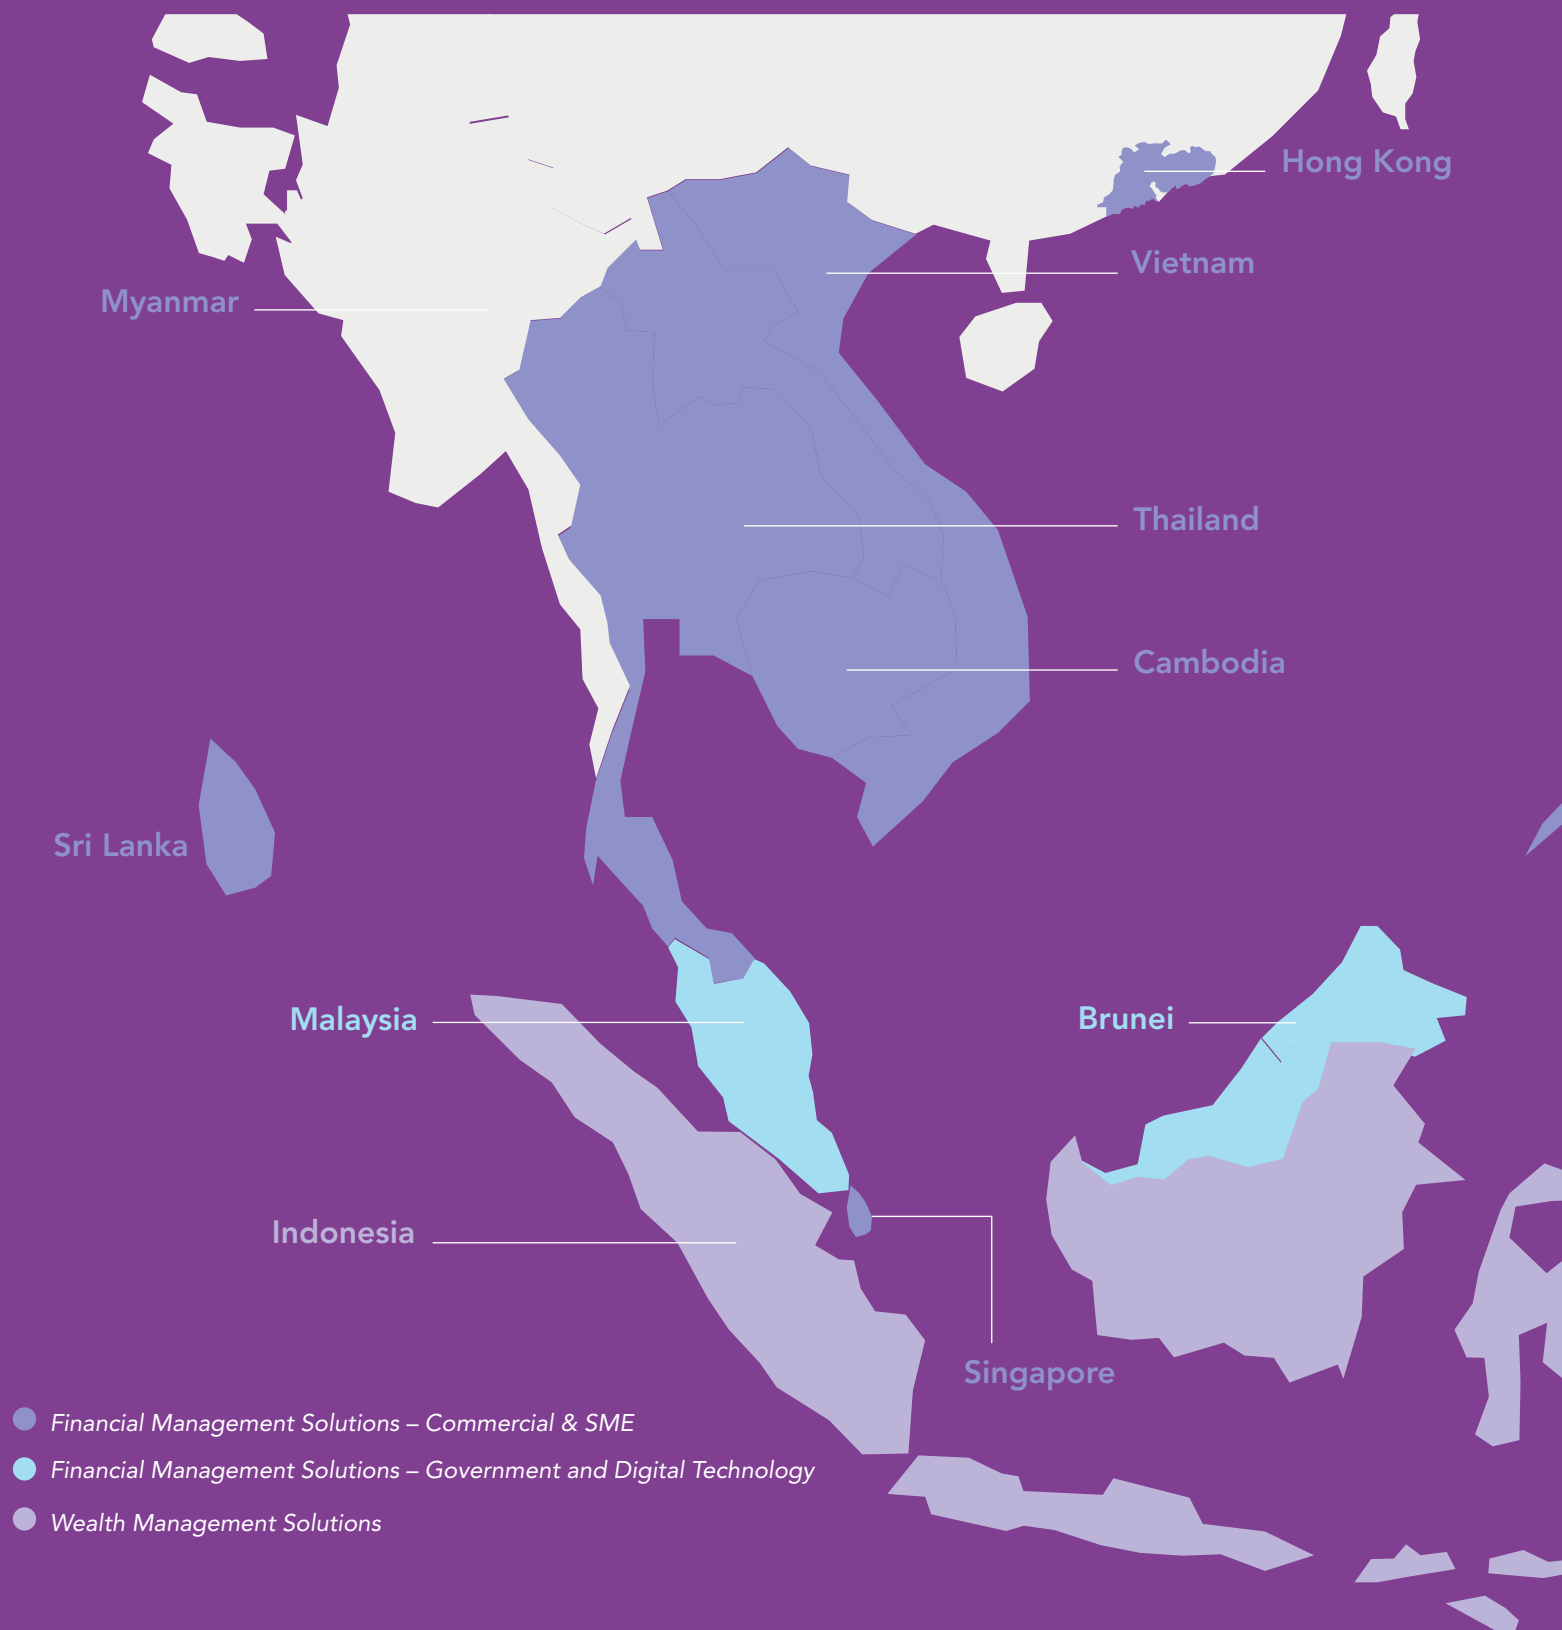 Hong Kong
Vietnam
Myanmar
Thailand
Cambodia
Sri Lanka
Malaysia
Brunei
Indonesia
Singapore
Financial Management Solutions – Commercial & SME
Financial Management Solutions – Government and Digital Technology
Wealth Management Solutions